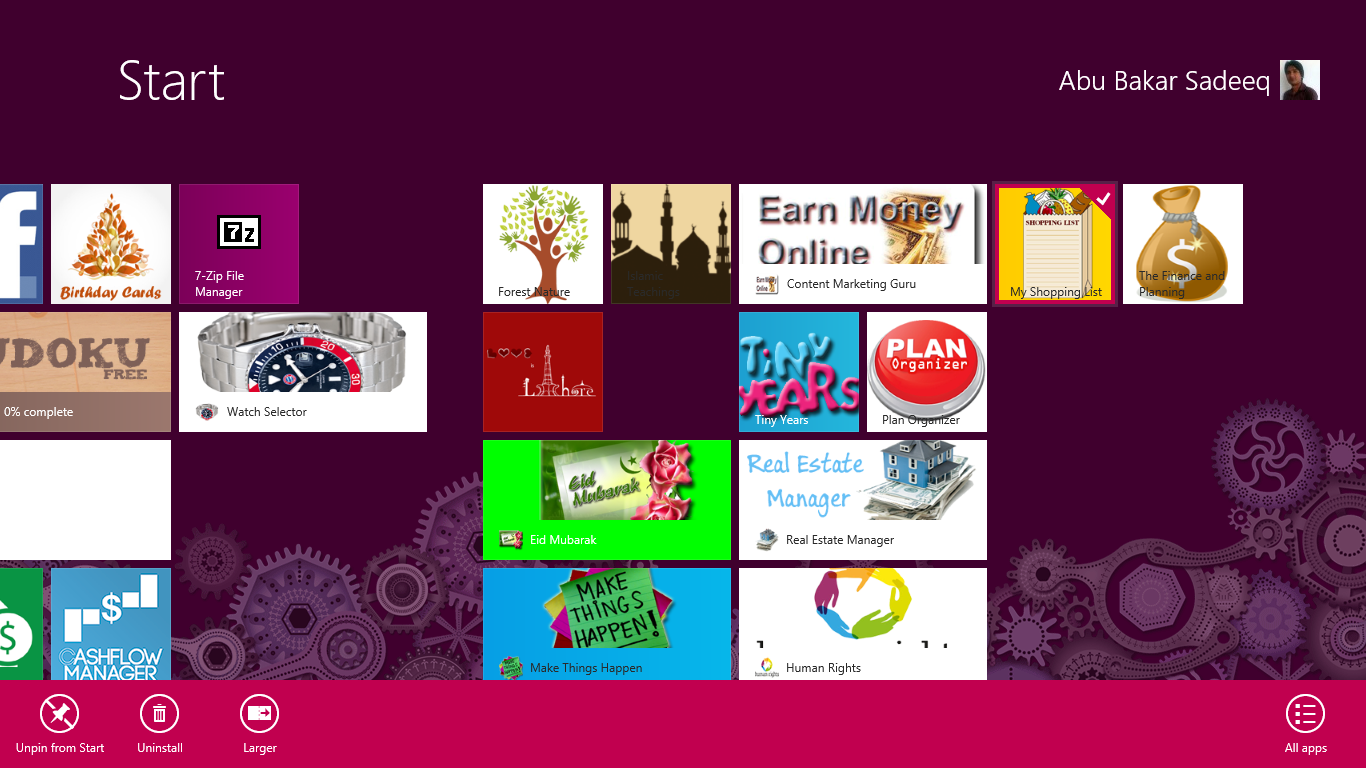 Start
Abu Bakar Sadeeq
f
Birthday Cards
7z
7-Zip File
Manager
UDOKU
FREE
0% complete
Watch Selector
$
$
CASHFLOW
MANAGER
Forest Nature
Islamic
Teachings
Earn Money
Online
Content Marketing Guru
LOVE
Lahore
TiNY
YEARS
Tiny Years
PLAN
Organizer
Plan Organizer
Eid
Mubarak
Eid Mubarak
Real Estate
Manager
Real Estate Manager
MAKE
THINGS
HAPPEN!
Make Things Happen
human rights
Human Rights
SHOPPING LIST
My Shopping List
$
The Finance and
Planning
Unpin from Start
Uninstall
Larger
All apps